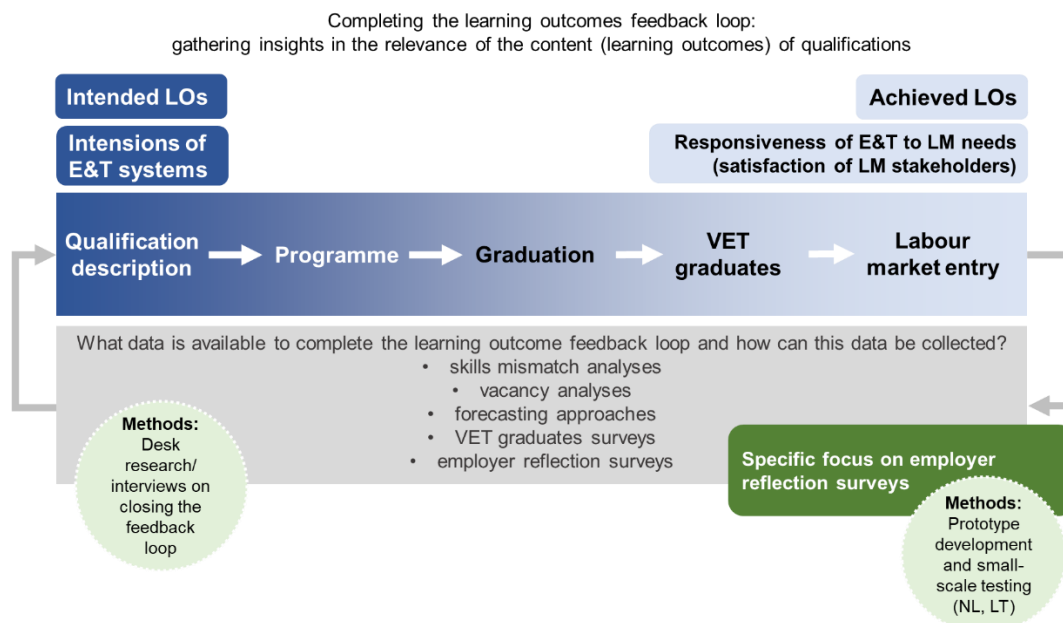 Completing the learning outcomes feedback loop:
gathering insights in the relevance of the content (learning outcomes) of qualifications
Intended LOs
Achieved LOs
Intensions of
E&T systems
Responsiveness of E&T to LM needs
(satisfaction of LM stakeholders)
Qualification
description
Programme
Graduation
VET
graduates
Labour
market entry
What data is available to complete the learning outcome feedback loop and how can this data be collected?
• skills mismatch analyses
• vacancy analyses
• forecasting approaches
• VET graduates surveys
• employer reflection surveys
Methods:
Desk
research/
interviews on
closing the
feedback
loop
Specific focus on employer
reflection surveys
Methods:
Prototype
development
and small-
scale testing
(NL, LT)